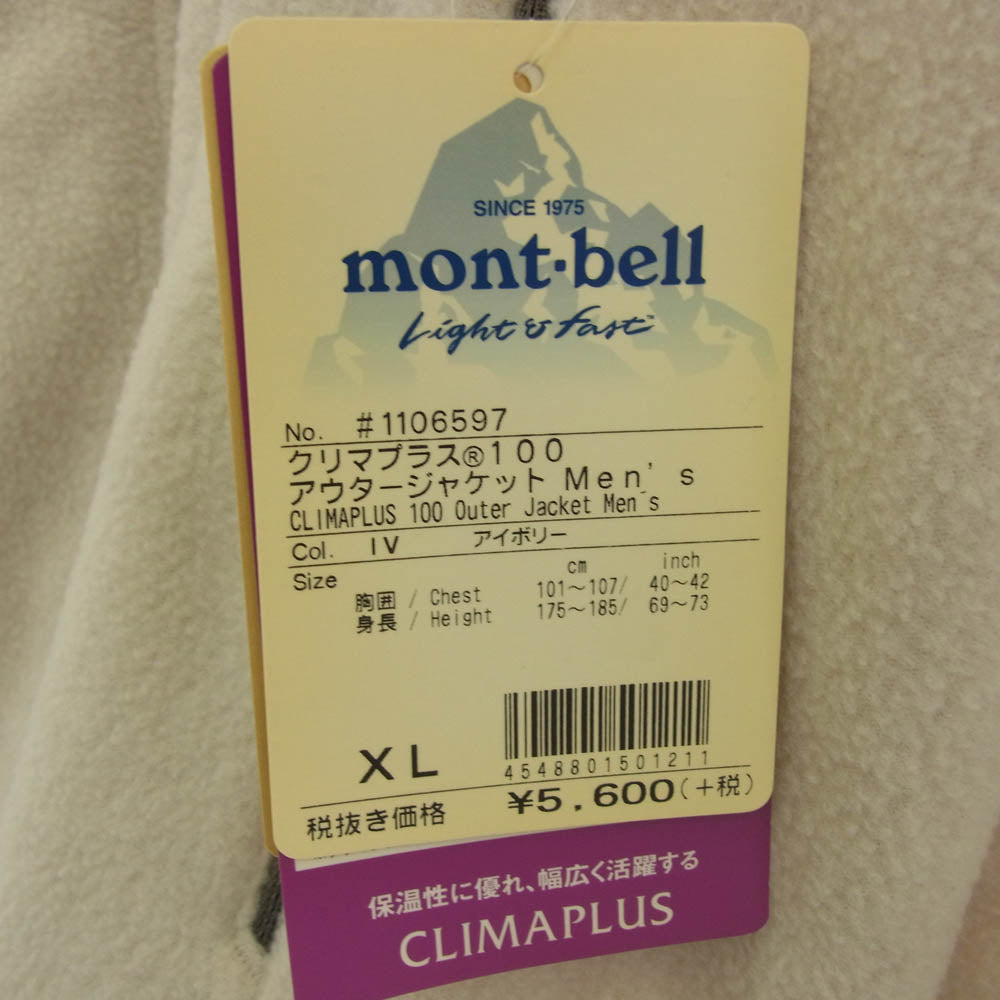 SINCE 1975
mont-bell
Light & Fast™
No. #1106597
クリマプラス®100
アウタージャケット Men's
CLIMAPLUS 100 Outer Jacket Men's
Col. IV アイボリー
Size cm inch
胸囲 / Chest 101~107/ 40~42
身長 / Height 175~185/ 69~73
XL
4548801501211
税抜き価格 ¥5,600(+税)
保温性に優れ、幅広く活躍する
CLIMAPLUS